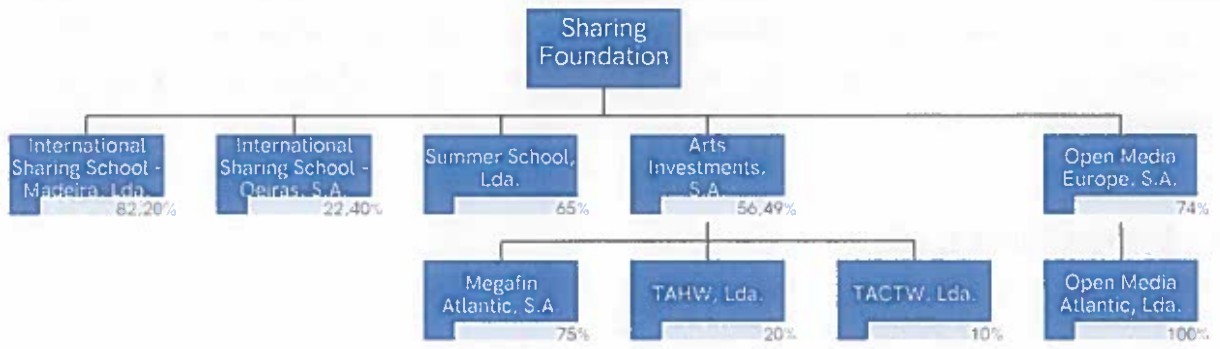 Sharing
Foundation
International
Sharing School -
Madeira, Lda.
82,20%
International
Sharing School -
Oeiras, S.A.
22,40%
Summer School,
Lda.
65%
Arts
Investments,
S.A.
56,49%
Open Media
Europe, S.A.
74%
Megafin
Atlantic, S.A
75%
TAHW, Lda.
20%
TACTW, Lda.
10%
Open Media
Atlantic, Lda.
100%